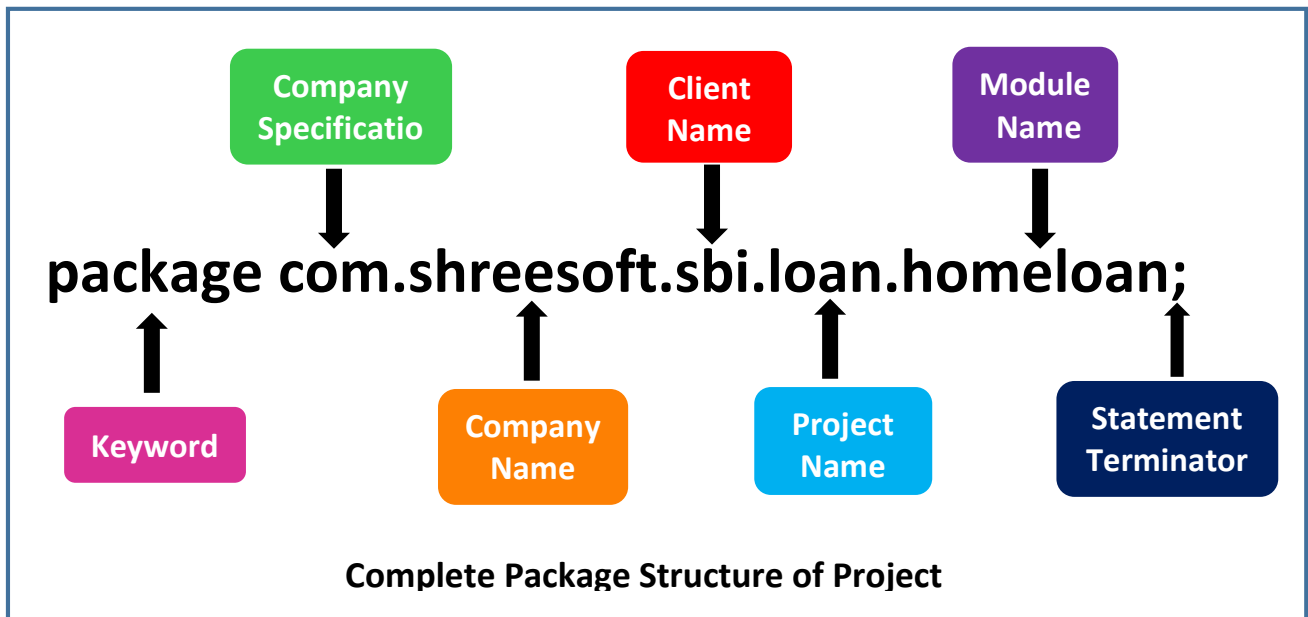 Company
Specificatio
Client
Name
Module
Name
package com.shreesoft.sbi.loan.homeloan;
Keyword
Company
Name
Project
Name
Statement
Terminator
Complete Package Structure of Project